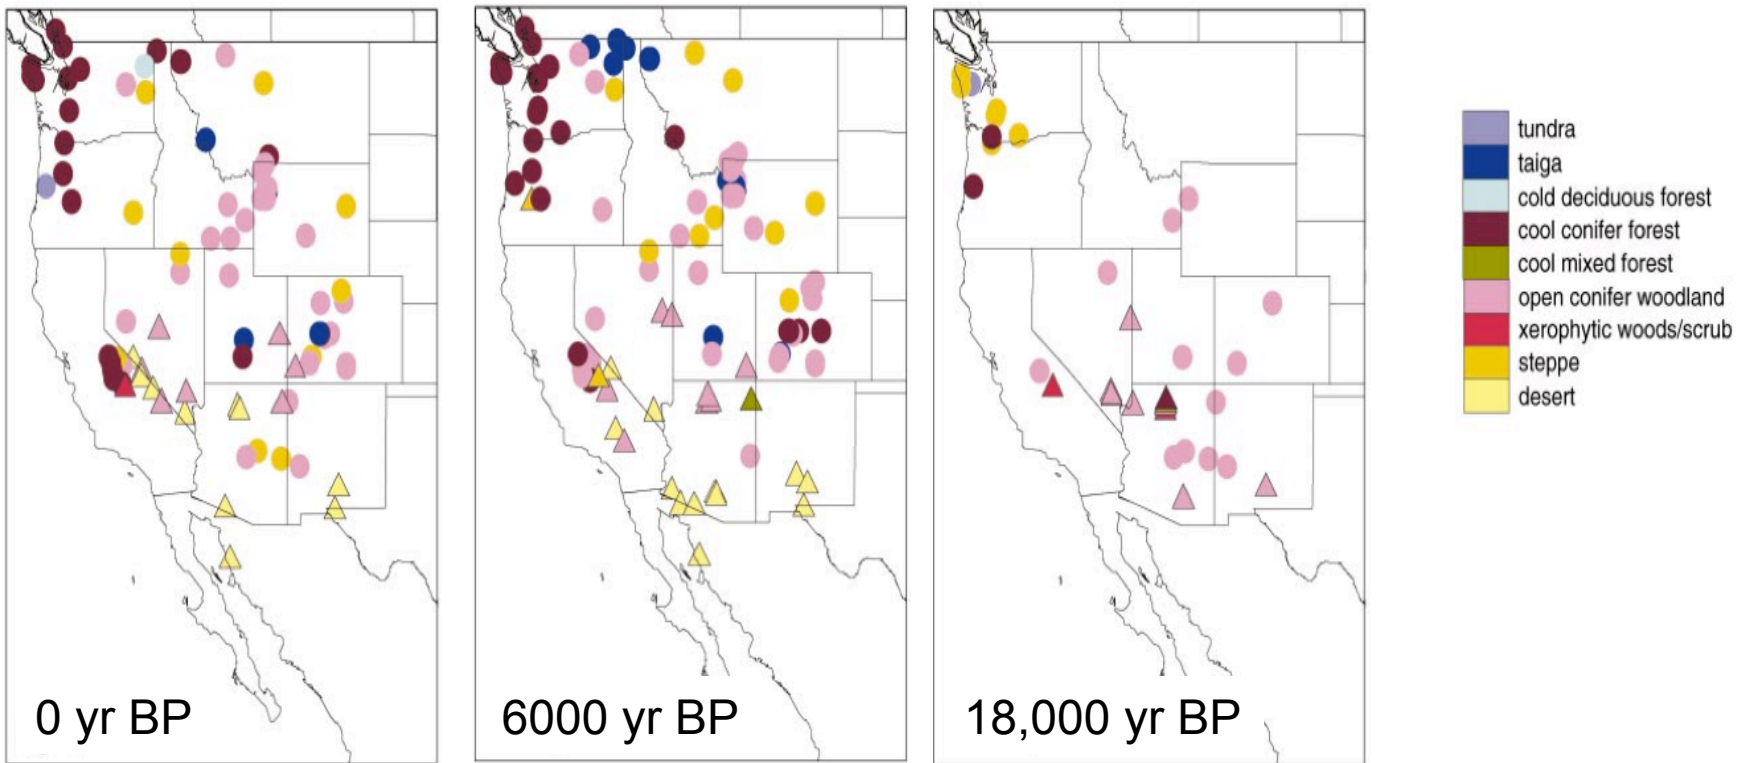 0 yr BP
6000 yr BP
18,000 yr BP
tundra
taiga
cold deciduous forest
cool conifer forest
cool mixed forest
open conifer woodland
xerophytic woods/scrub
steppe
desert